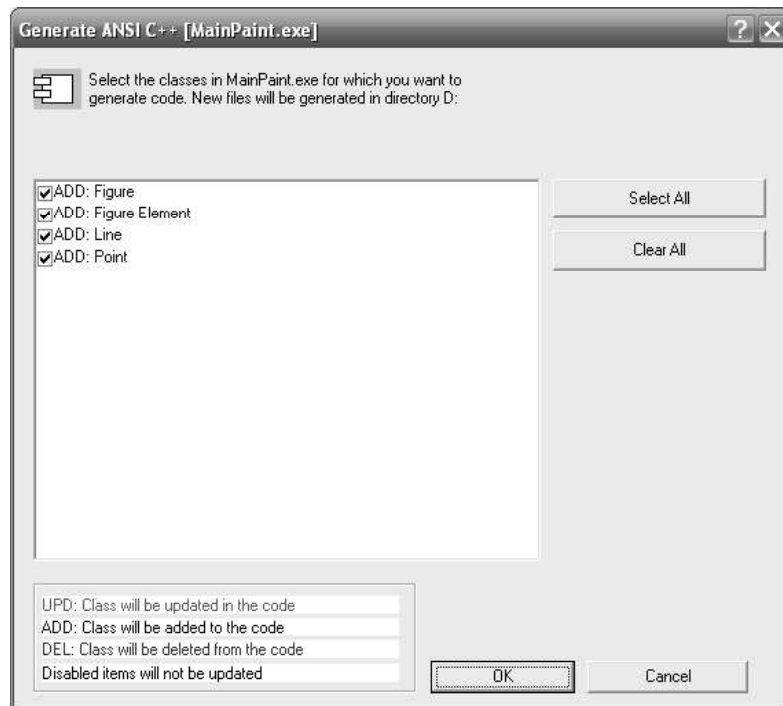 Generate ANSI C++ [MainPaint.exe]
Select the classes in MainPaint.exe for which you want to
generate code. New files will be generated in directory D:
ADD: Figure
ADD: Figure Element
ADD: Line
ADD: Point
Select All
Clear All
UPD: Class will be updated in the code
ADD: Class will be added to the code
DEL: Class will be deleted from the code
Disabled items will not be updated
OK
Cancel